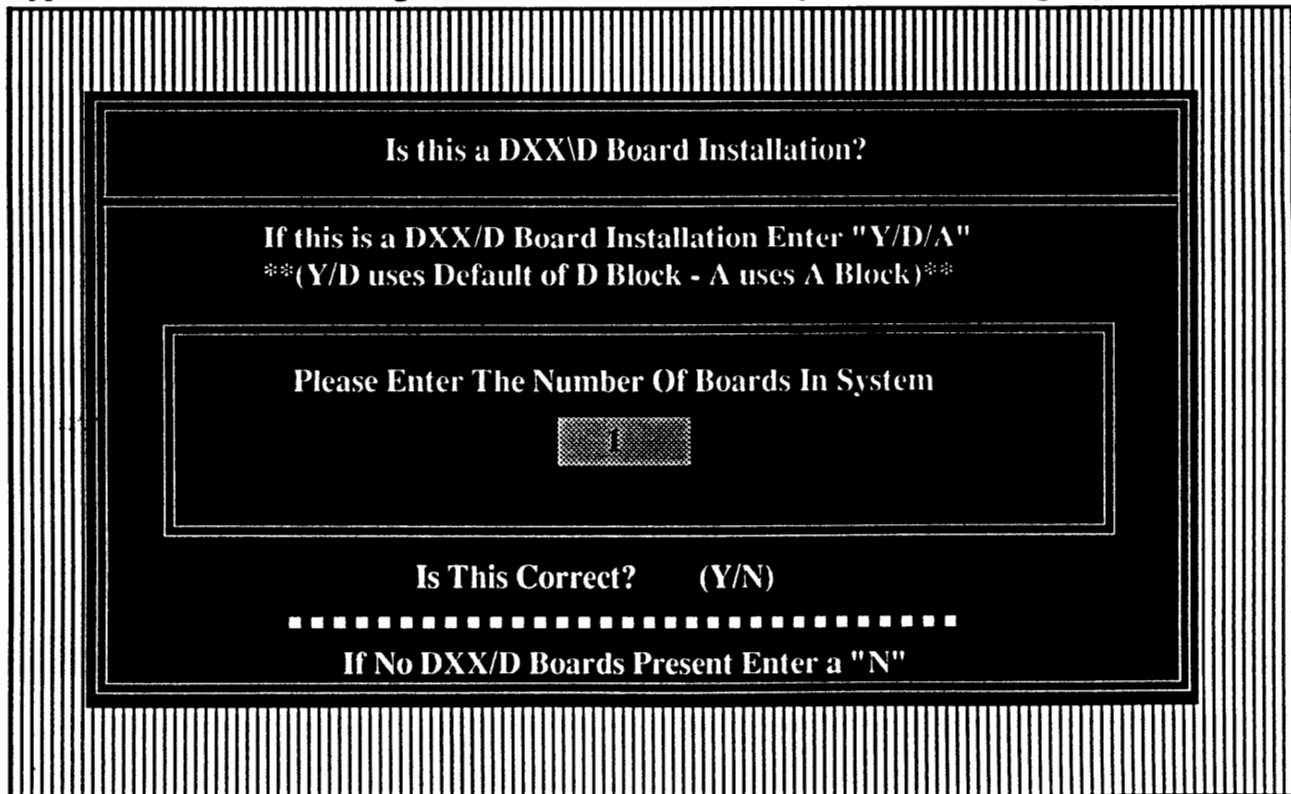 Is this a DXX\D Board Installation?
If this is a DXX/D Board Installation Enter "Y/D/A"
**(Y/D uses Default of D Block - A uses A Block)**
Please Enter The Number Of Boards In System
1
Is This Correct? (Y/N)
If No DXX/D Boards Present Enter a "N"